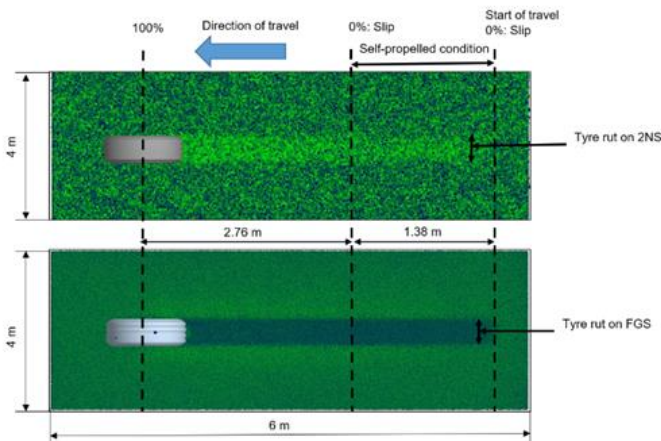 Start of travel
100%
Direction of travel
0%: Slip
0%: Slip
Self-propelled condition
4 m
Tyre rut on 2NS
2.76 m
1.38 m
4 m
Tyre rut on FGS
6 m